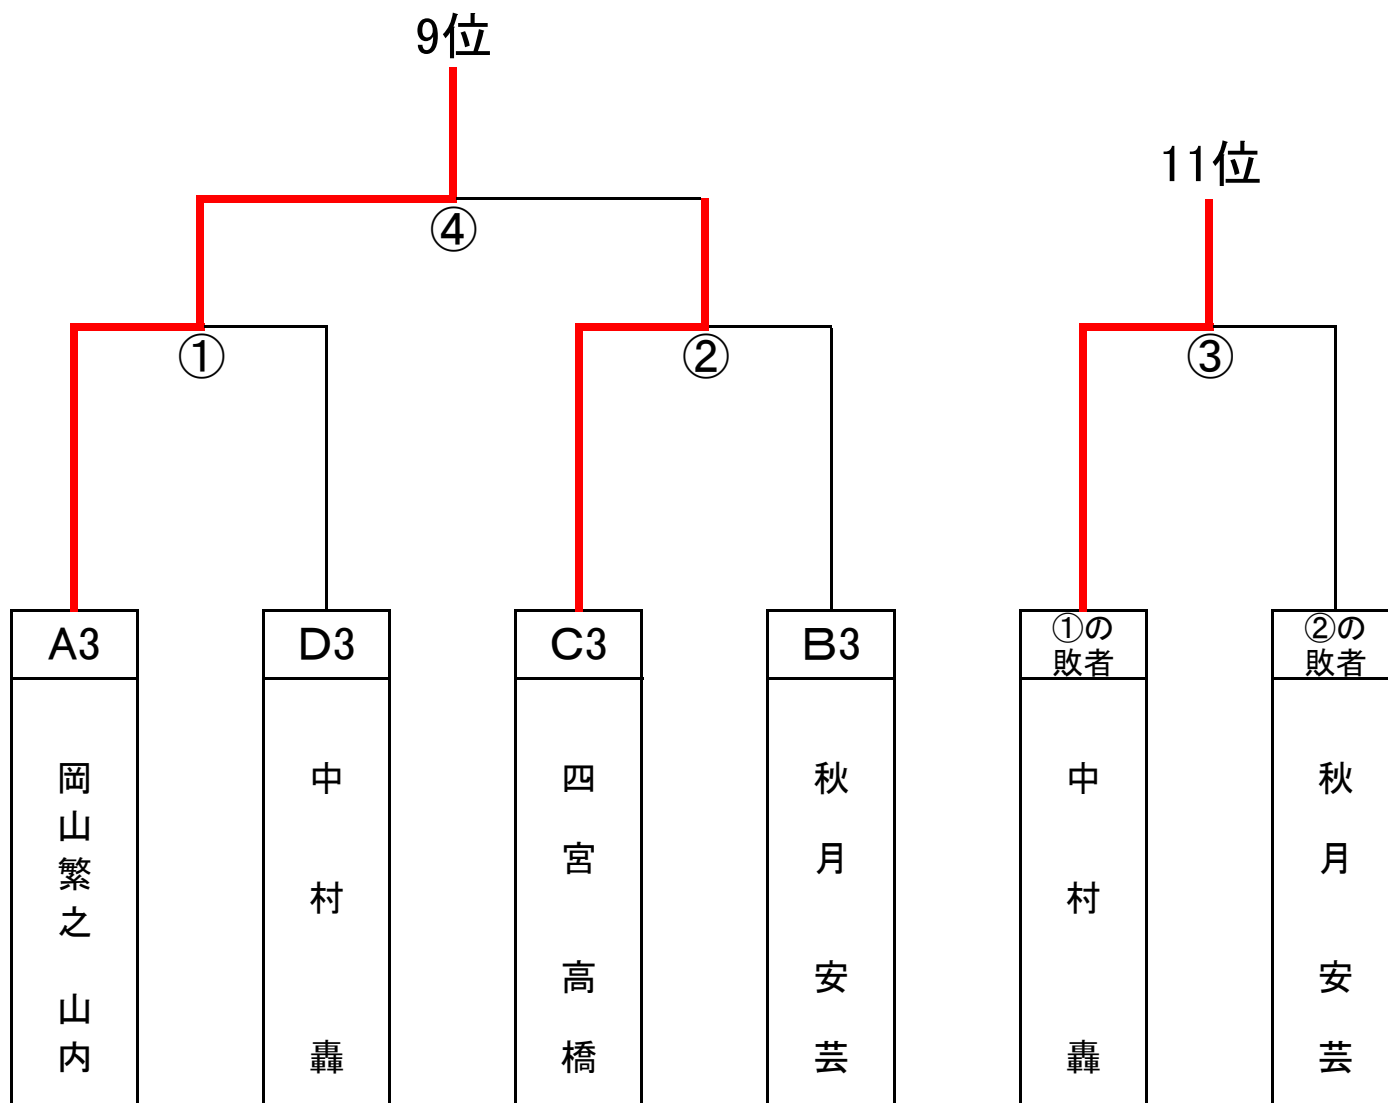 9位
11位
④
①
②
③
A3
D3
C3
B3
①の
敗者
②の
敗者
岡山繁之 山内
中村 轟
四宮 高橋
秋月 安芸
中村 轟
秋月 安芸